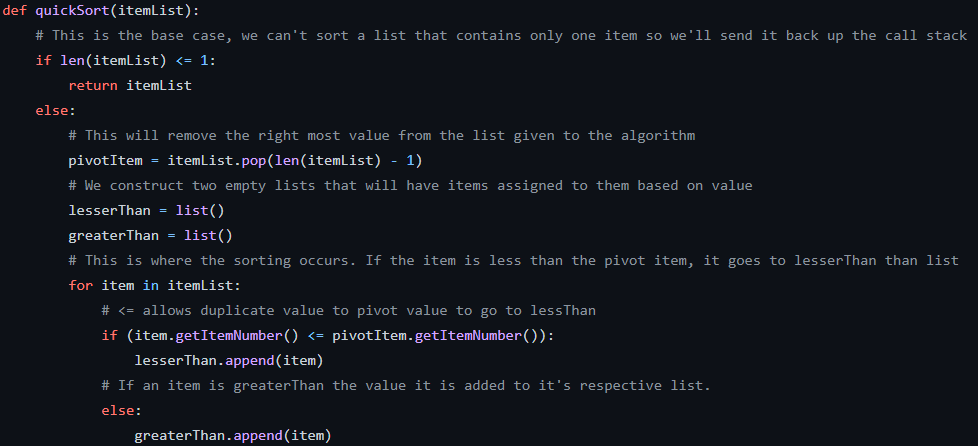 def quickSort(itemList):
    # This is the base case, we can't sort a list that contains only one item so we'll send it back up the call stack
    if len(itemList) <= 1:
        return itemList
    else:
        # This will remove the right most value from the list given to the algorithm
        pivotItem = itemList.pop(len(itemList) - 1)
        # We construct two empty lists that will have items assigned to them based on value
        lesserThan = list()
        greaterThan = list()
        # This is where the sorting occurs. If the item is less than the pivot item, it goes to lesserThan than list
        for item in itemList:
            # <= allows duplicate value to pivot value to go to lessThan
            if (item.getItemNumber() <= pivotItem.getItemNumber()):
                lesserThan.append(item)
            # If an item is greaterThan the value it is added to it's respective list.
            else:
                greaterThan.append(item)